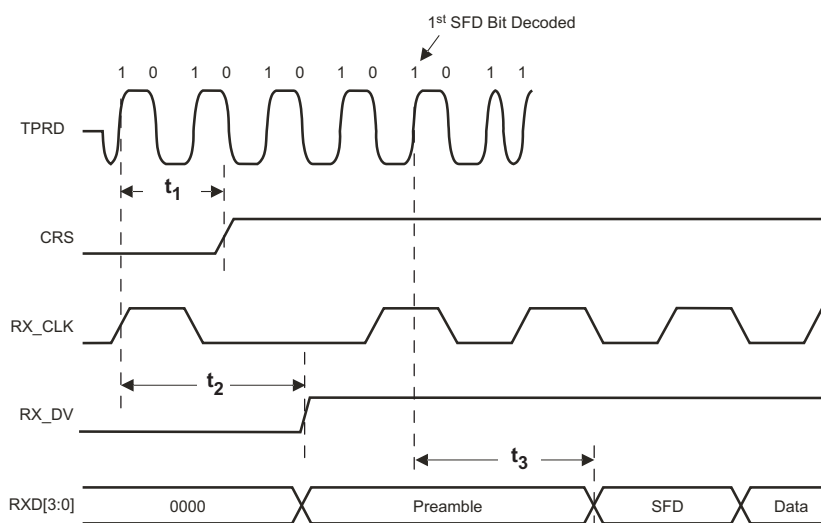 1st SFD Bit Decoded
1 0 1 0 1 0 1 0 1 0 1 1
TPRD
t1
CRS
RX_CLK
t2
RX_DV
t3
RXD[3:0] 0000 Preamble SFD Data